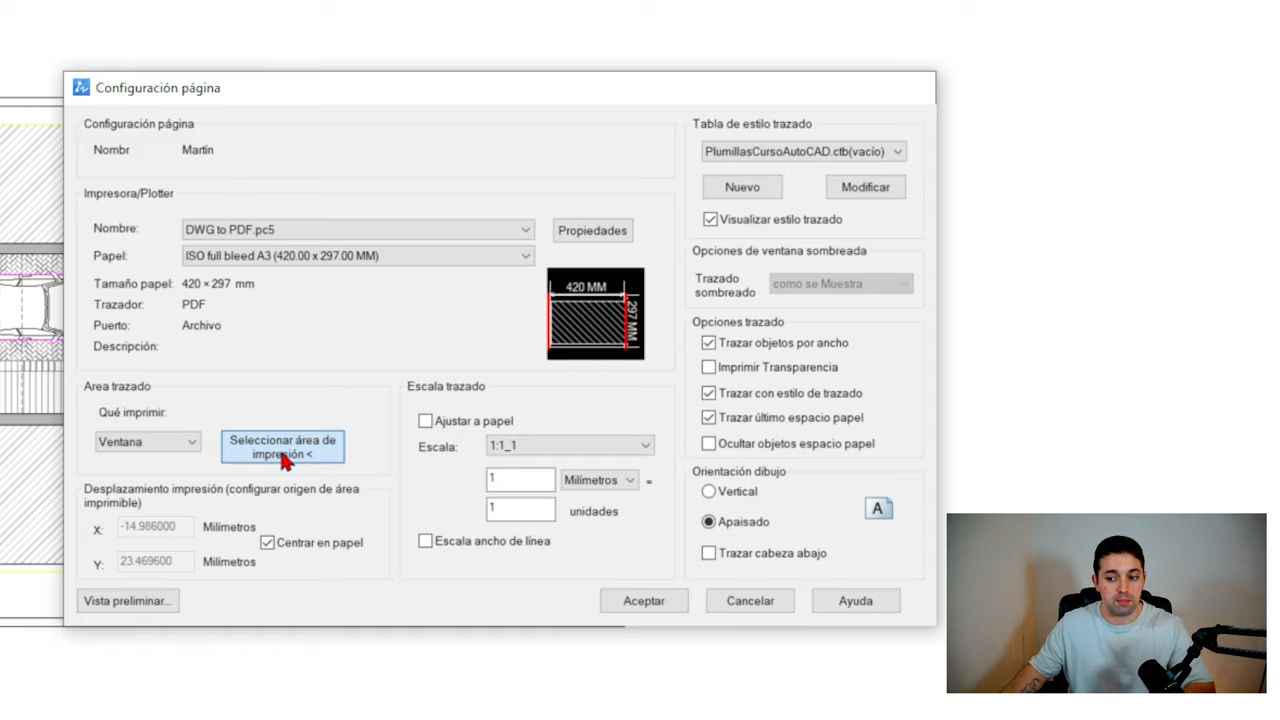 Configuración página
Configuración página
Nombr Martín
Impresora/Plotter
Nombre: DWG to PDF.pc5 Propiedades
Papel: ISO full bleed A3 (420.00 x 297.00 MM)
Tamaño papel: 420 × 297 mm
Trazador: PDF
Puerto: Archivo
Descripción:
420 MM
297 MM
Area trazado
Qué imprimir:
Ventana
Seleccionar área de
impresión <
Desplazamiento impresión (configurar origen de área
imprimible)
X: -14.986000 Milímetros
Centrar en papel
Y: 23.469600 Milímetros
Vista preliminar...
Escala trazado
Ajustar a papel
Escala: 1:1_1
1 Milímetros =
1 unidades
Escala ancho de línea
Tabla de estilo trazado
PlumillasCursoAutoCAD.ctb(vacío)
Nuevo Modificar
Visualizar estilo trazado
Opciones de ventana sombreada
Trazado
sombreado
como se Muestra
Opciones trazado
Trazar objetos por ancho
Imprimir Transparencia
Trazar con estilo de trazado
Trazar último espacio papel
Ocultar objetos espacio papel
Orientación dibujo
Vertical
Apaisado
A
Trazar cabeza abajo
Aceptar Cancelar Ayuda